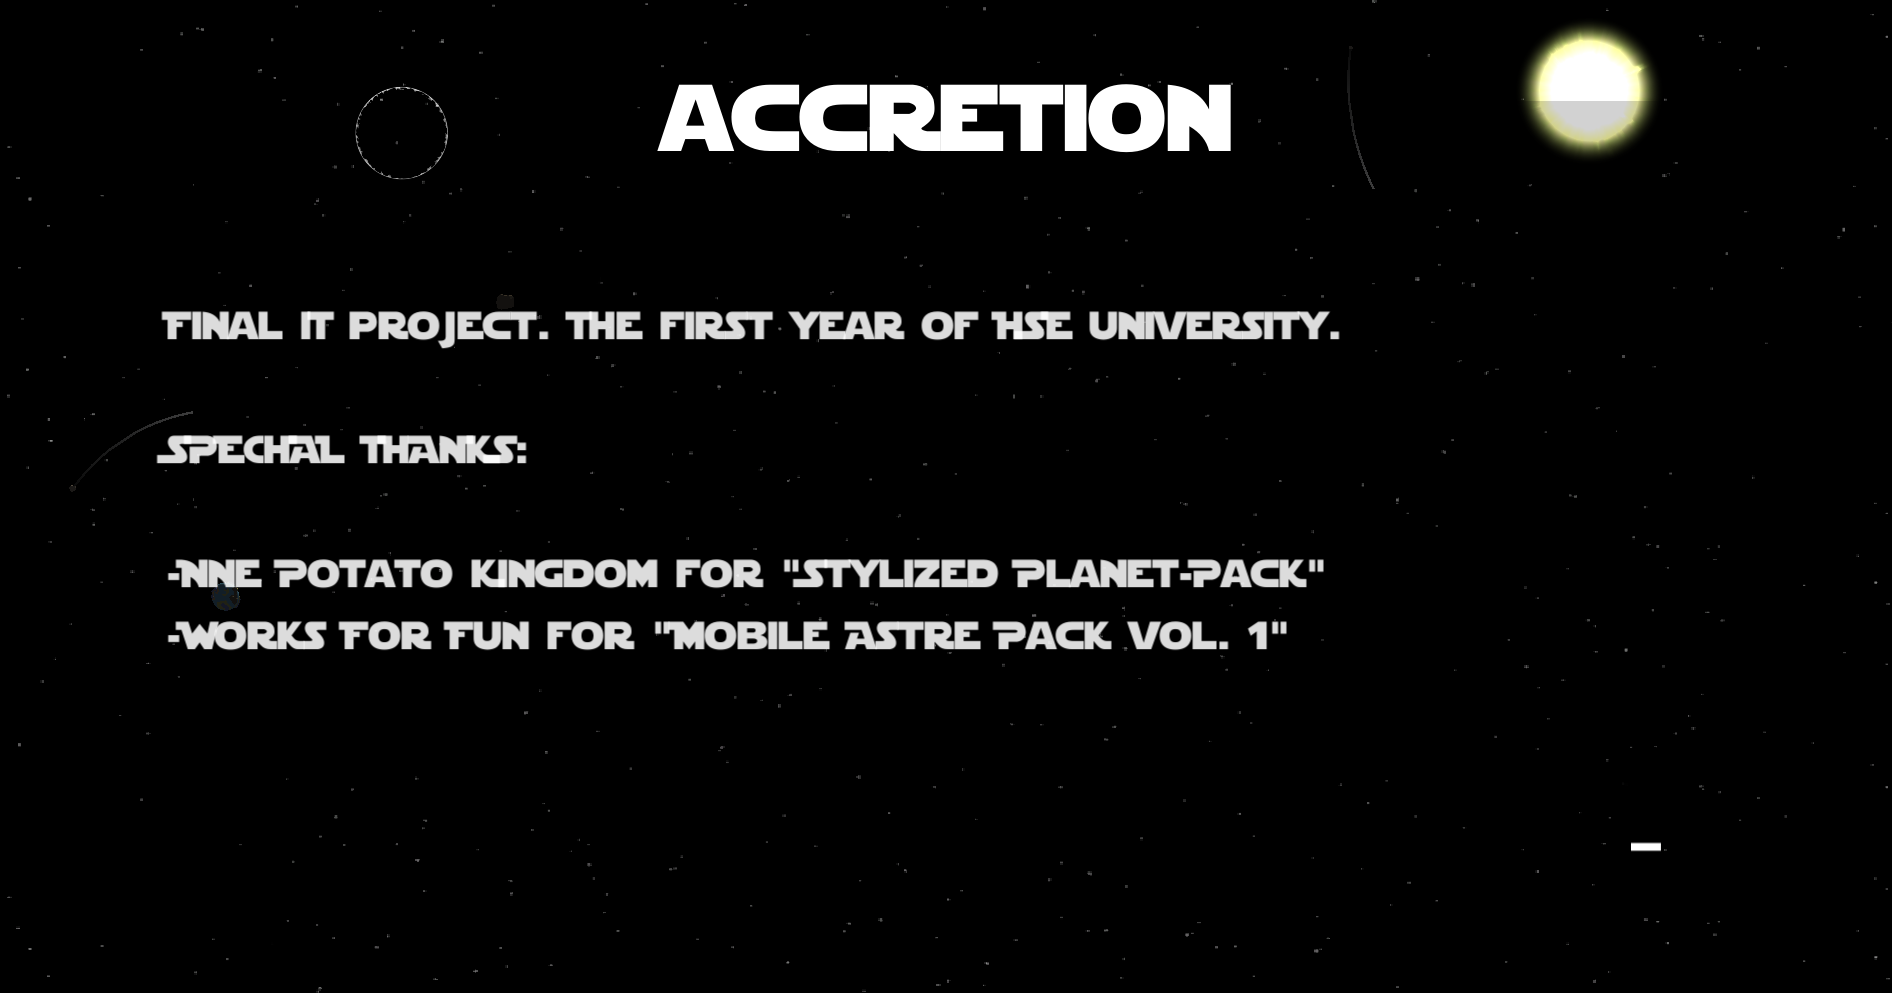 ACCRETION
Final IT project. The first year of HSE University.
Spechal thanks:
-NNE Potato Kingdom for "Stylized Planet-Pack"
-Works For Fun for "Mobile Astre Pack vol. 1"